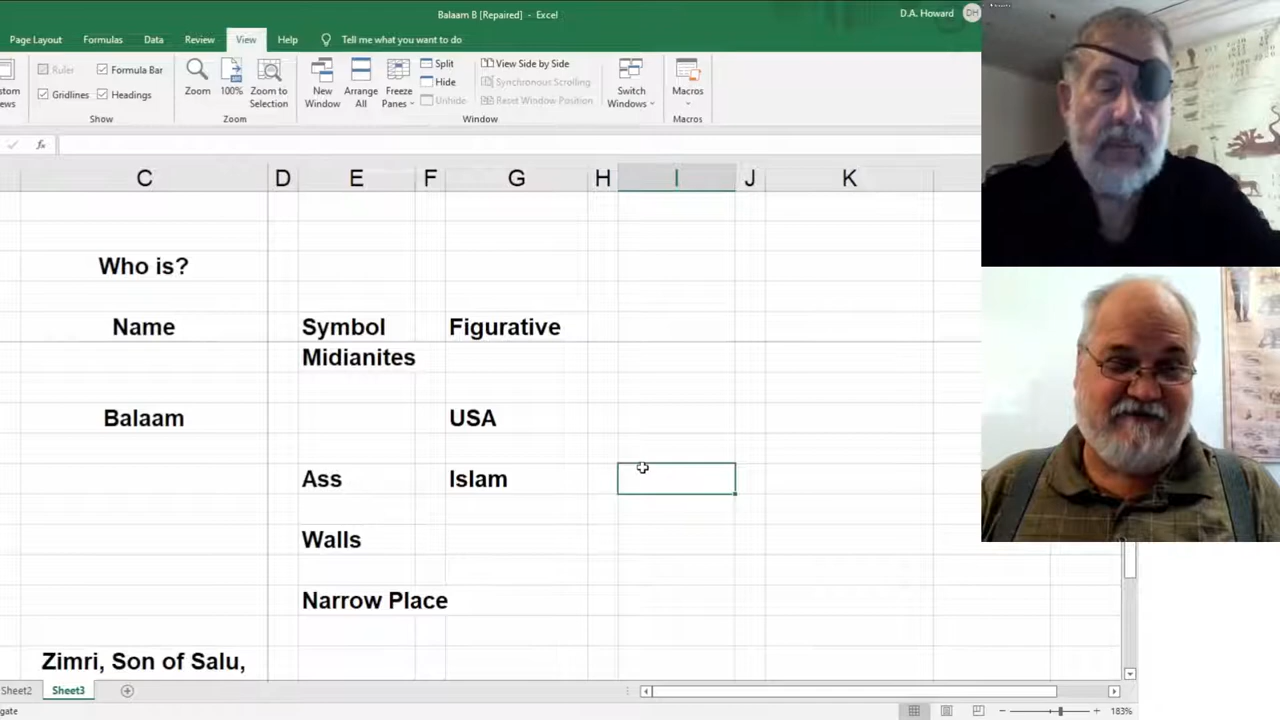 Balaam B [Repaired] - Excel
D.A. Howard DH
Page Layout Formulas Data Review View Help Tell me what you want to do
Ruler Formula Bar
Gridlines Headings
Show
Zoom 100% Zoom to Selection
Zoom
New Window Arrange All Freeze Panes
Split
Hide
Unhide
View Side by Side
Synchronous Scrolling
Reset Window Position
Switch Windows
Window
Macros
Macros
fx
C D E F G H I J K
Who is?
Name Symbol Figurative
Midianites
Balaam USA
Ass Islam
Walls
Narrow Place
Zimri, Son of Salu,
Sheet2 Sheet3
183%